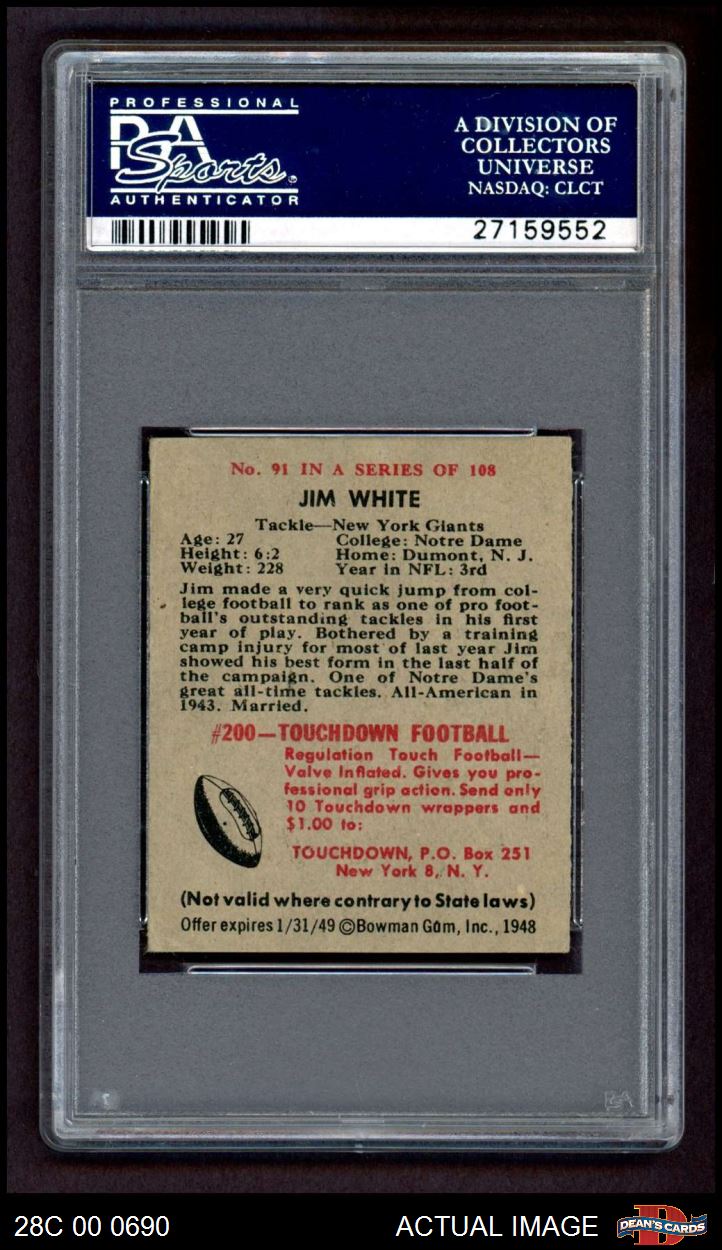 PROFESSIONAL
PSA
Sports
AUTHENTICATOR
A DIVISION OF
COLLECTORS
UNIVERSE
NASDAQ: CLCT
27159552
No. 91 IN A SERIES OF 108
JIM WHITE
Tackle—New York Giants
Age: 27 College: Notre Dame
Height: 6:2 Home: Dumont, N. J.
Weight: 228 Year in NFL: 3rd
Jim made a very quick jump from col-
lege football to rank as one of pro foot-
ball's outstanding tackles in his first
year of play. Bothered by a training
camp injury for most of last year Jim
showed his best form in the last half of
the campaign. One of Notre Dame's
great all-time tackles. All-American in
1943. Married.
#200—TOUCHDOWN FOOTBALL
Regulation Touch Football—
Valve Inflated. Gives you pro-
fessional grip action. Send only
10 Touchdown wrappers and
$1.00 to:
TOUCHDOWN, P.O. Box 251
New York 8, N. Y.
(Not valid where contrary to State laws)
Offer expires 1/31/49 ©Bowman Gum, Inc., 1948
PSA
28C 00 0690
ACTUAL IMAGE
DEAN'S CARDS